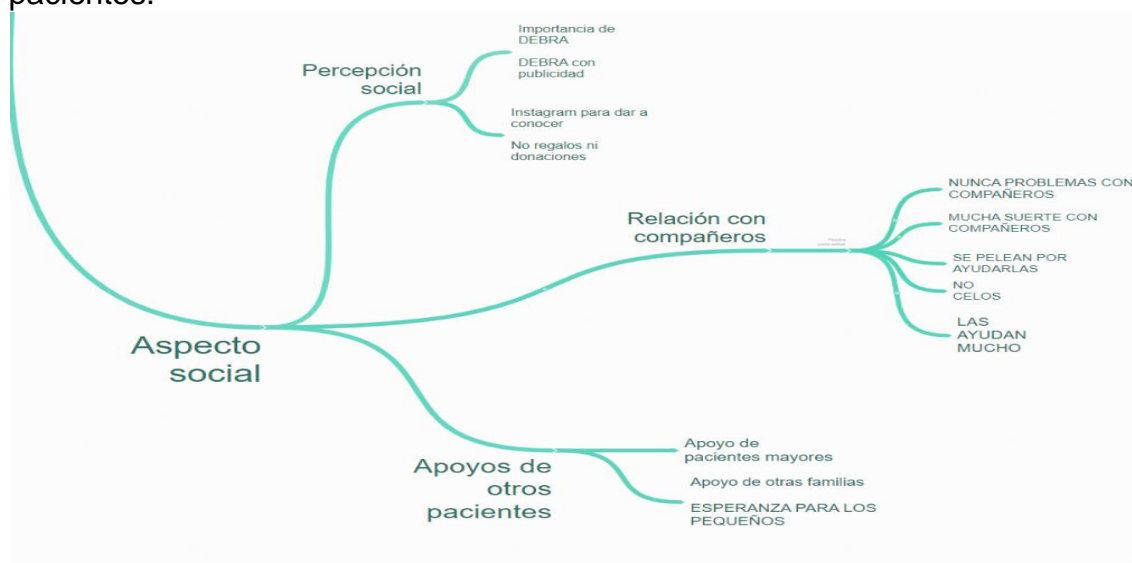 pacientes.
Importancia de
DEBRA
DEBRA con
publicidad
Percepción
social
Instagram para dar a
conocer
No regalos ni
donaciones
NUNCA PROBLEMAS CON
COMPAÑEROS
MUCHA SUERTE CON
COMPAÑEROS
Relación con
compañeros
SE PELEAN POR
AYUDARLAS
NO
CELOS
LAS
AYUDAN
MUCHO
Aspecto
social
Apoyo de
pacientes mayores
Apoyos de
otros
pacientes
Apoyo de otras familias
ESPERANZA PARA LOS
PEQUEÑOS